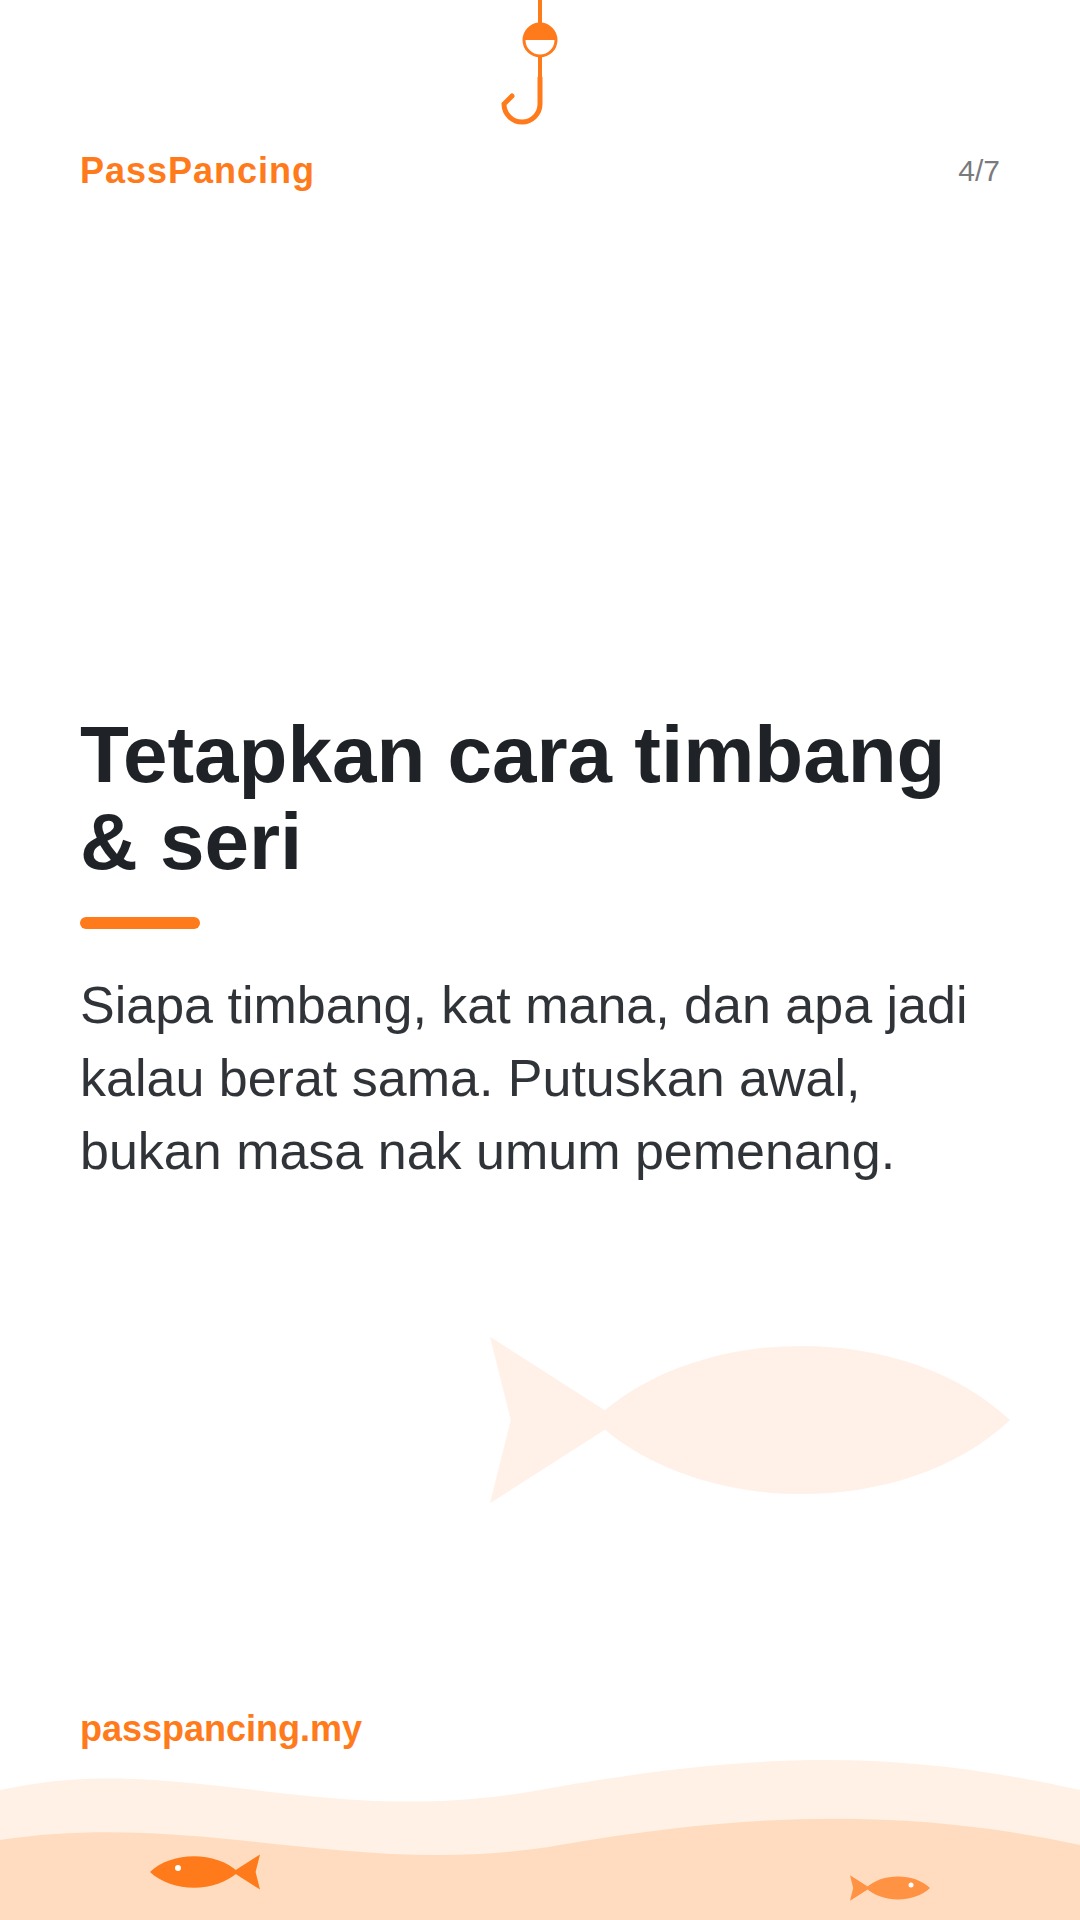 PassPancing
4/7
Tetapkan cara timbang
& seri
Siapa timbang, kat mana, dan apa jadi
kalau berat sama. Putuskan awal,
bukan masa nak umum pemenang.
passpancing.my